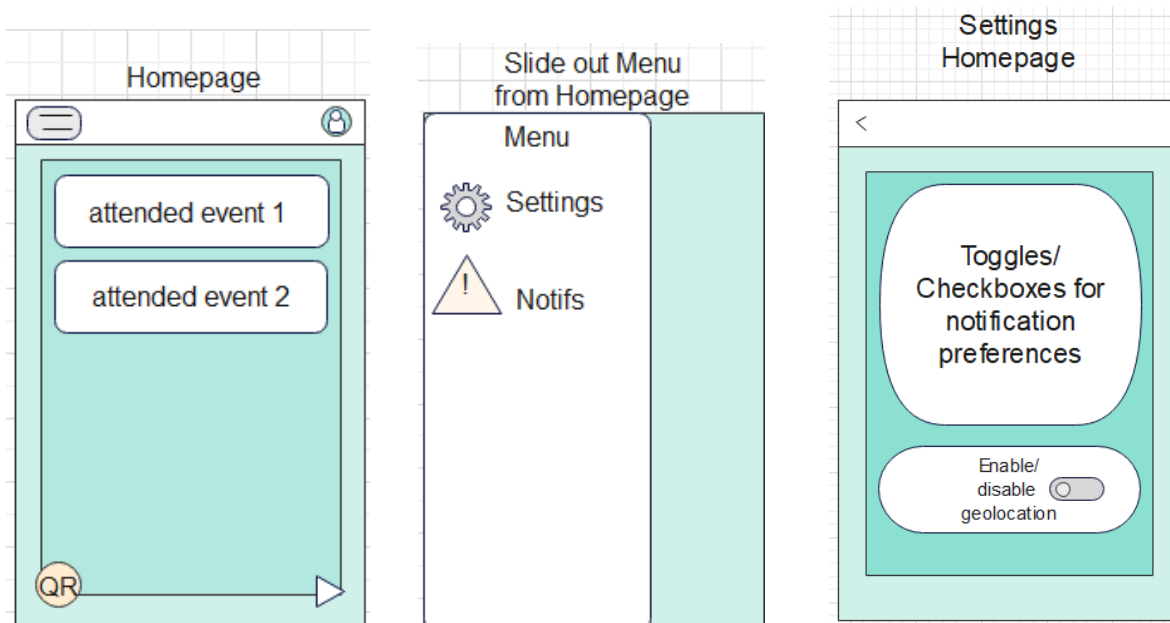 Homepage
attended event 1
attended event 2
QR
Slide out Menu
from Homepage
Menu
Settings
!
Notifs
Settings
Homepage
<
Toggles/
Checkboxes for
notification
preferences
Enable/
disable
geolocation